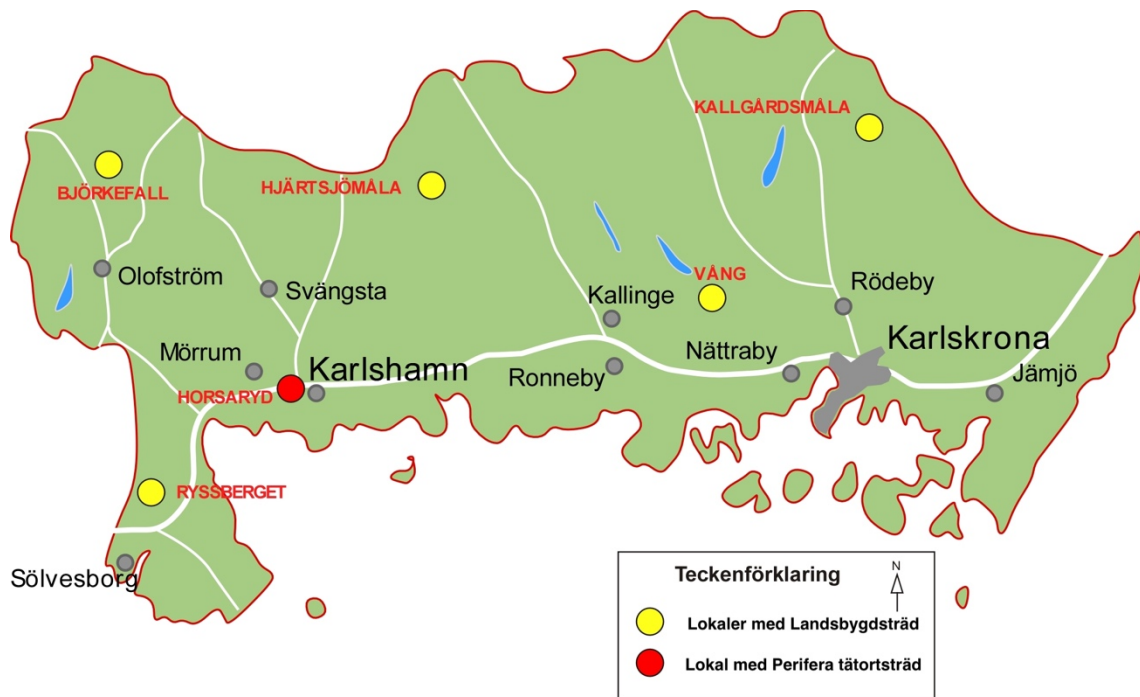 KALLGÅRDSMÅLA
BJÖRKEFALL
HJÄRTSJÖMÅLA
Olofström
Svängsta
VÅNG
Kallinge
Rödeby
Mörrum
Karlshamn
Karlskrona
HORSARYD
Ronneby
Nättraby
Jämjö
RYSSBERGET
Sölvesborg
Teckenförklaring
N
Lokaler med Landsbygdsträd
Lokal med Perifera tätortsträd